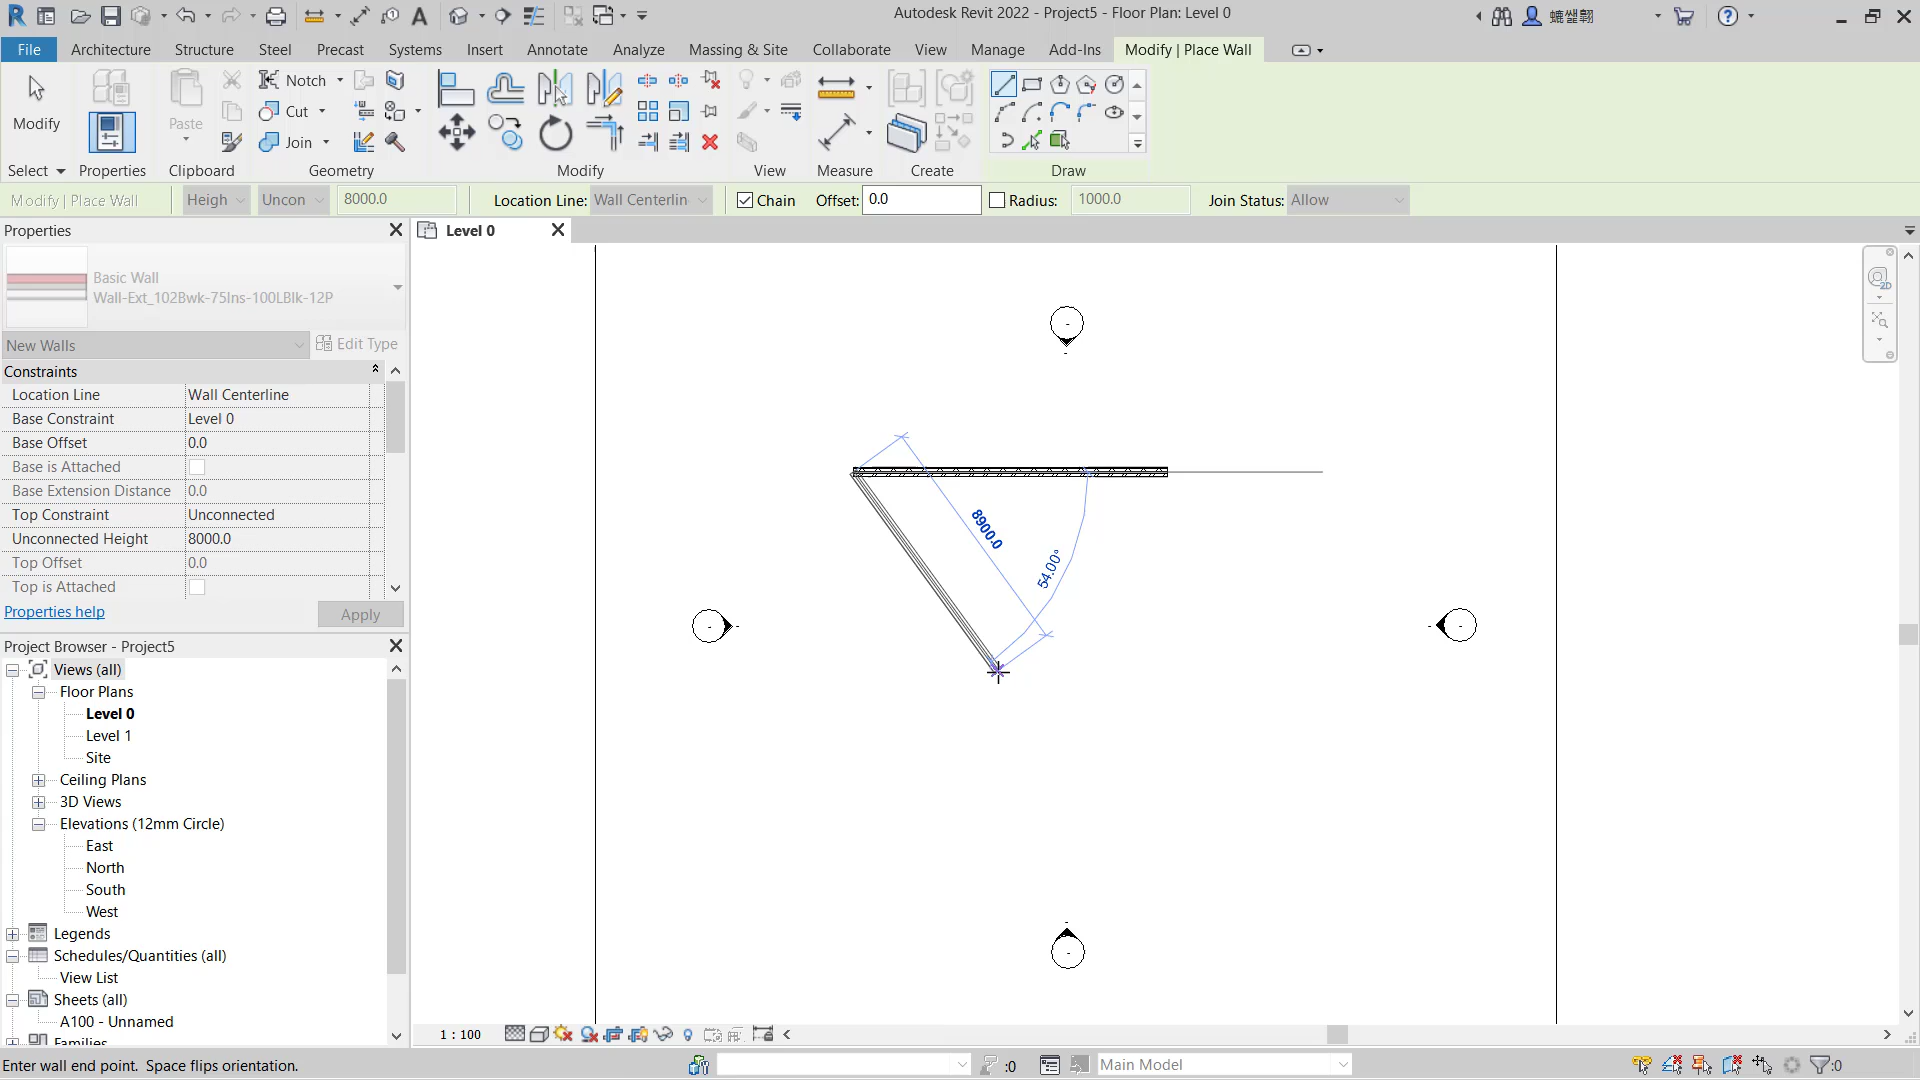 Autodesk Revit 2022 - Project5 - Floor Plan: Level 0
File Architecture Structure Steel Precast Systems Insert Annotate Analyze Massing & Site Collaborate View Manage Add-Ins Modify | Place Wall
Modify
Paste
Notch
Cut
Join
Select Properties Clipboard Geometry Modify View Measure Create Draw
Modify | Place Wall Heigh Uncon 8000.0 Location Line: Wall Centerlin Chain Offset: 0.0 Radius: 1000.0 Join Status: Allow
Properties
Basic Wall
Wall-Ext_102Bwk-75Ins-100LBlk-12P
New Walls Edit Type
Constraints
Location Line Wall Centerline
Base Constraint Level 0
Base Offset 0.0
Base is Attached
Base Extension Distance 0.0
Top Constraint Unconnected
Unconnected Height 8000.0
Top Offset 0.0
Top is Attached
Properties help Apply
Project Browser - Project5
Views (all)
Floor Plans
Level 0
Level 1
Site
Ceiling Plans
3D Views
Elevations (12mm Circle)
East
North
South
West
Legends
Schedules/Quantities (all)
View List
Sheets (all)
A100 - Unnamed
Families
Level 0
8900.0
54.00°
1 : 100
Enter wall end point. Space flips orientation.
:0
Main Model
:0